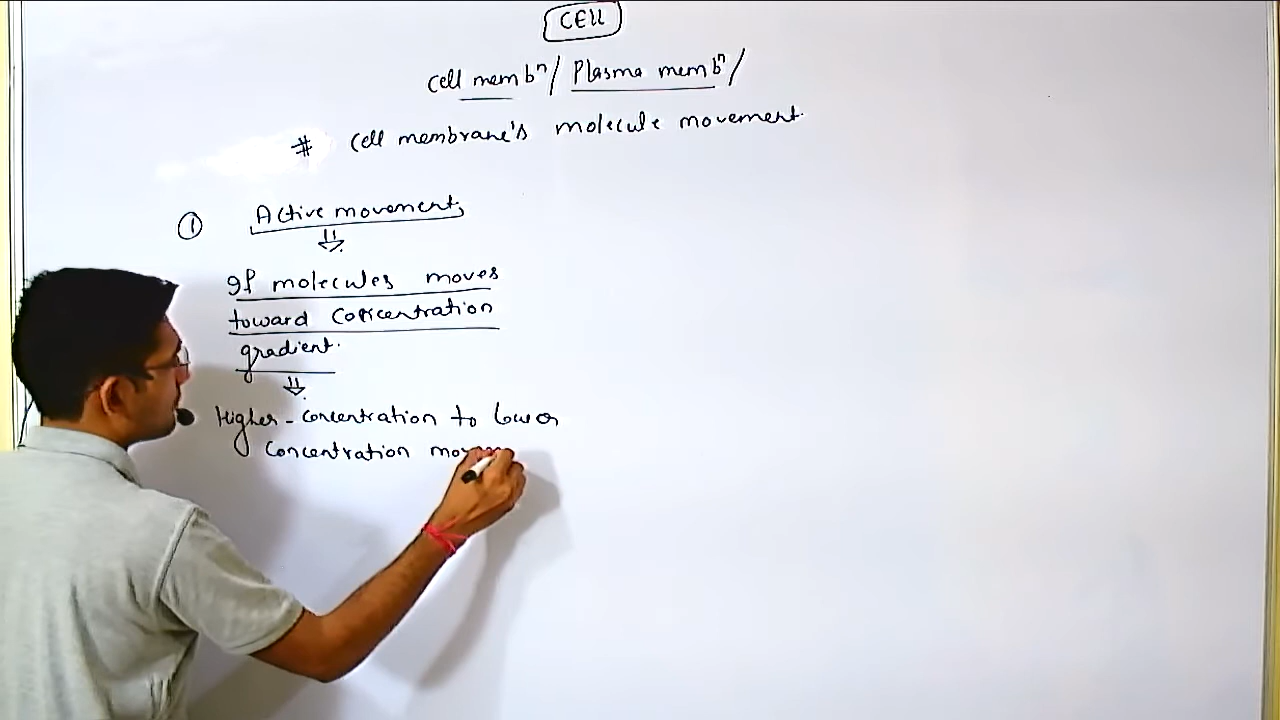 CELL
Cell membⁿ/ Plasma membⁿ/
# Cell membrane's molecule movement.
① Active movement,
If molecules moves
toward Concentration
gradient.
Higher-Concentration to lower
Concentration